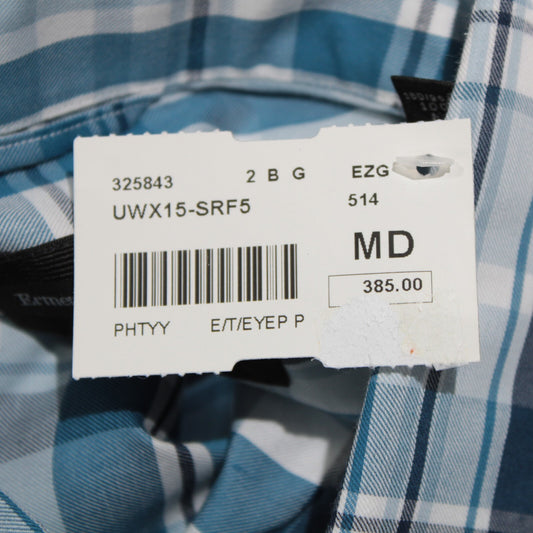 325843 2 B G EZG
UWX15-SRF5 514
MD
385.00
PHTYY E/T/EYEP P